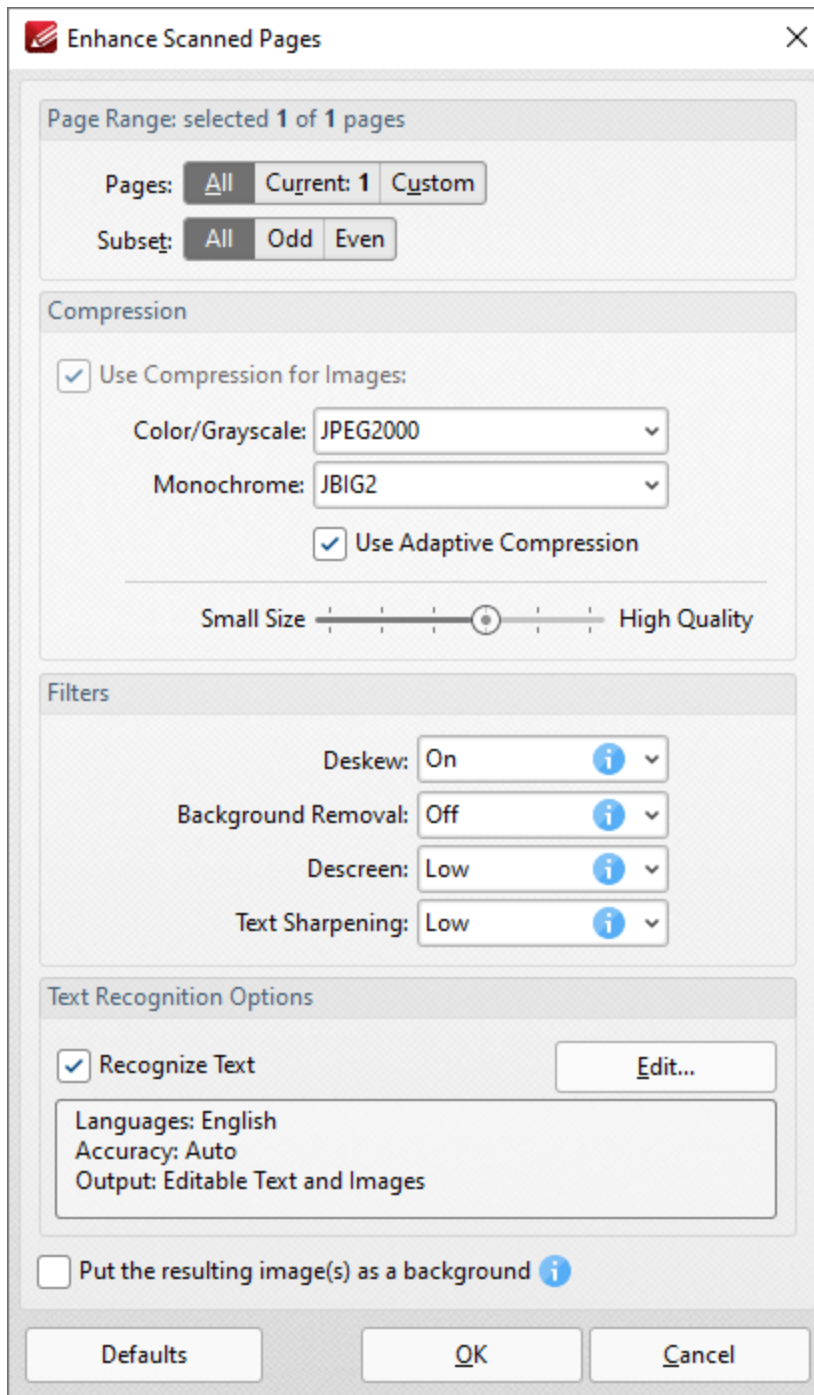 Enhance Scanned Pages
Page Range: selected 1 of 1 pages
Pages: All Current: 1 Custom
Subset: All Odd Even
Compression
Use Compression for Images:
Color/Grayscale: JPEG2000
Monochrome: JBIG2
Use Adaptive Compression
Small Size High Quality
Filters
Deskew: On
Background Removal: Off
Descreen: Low
Text Sharpening: Low
Text Recognition Options
Recognize Text Edit...
Languages: English
Accuracy: Auto
Output: Editable Text and Images
Put the resulting image(s) as a background
Defaults OK Cancel